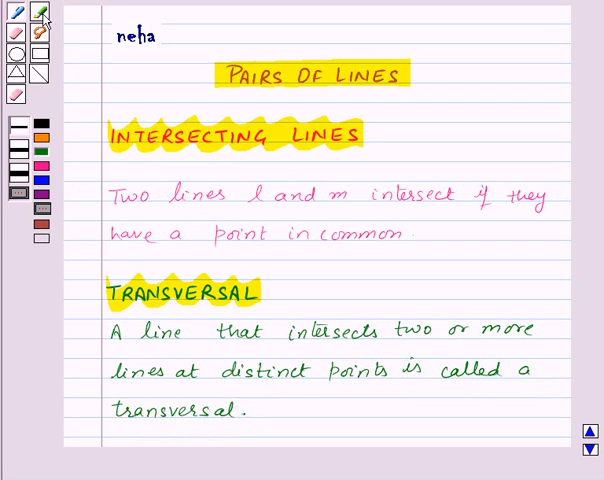 neha
PAIRS OF LINES
INTERSECTING LINES
Two lines l and m intersect if they
have a point in common.
TRANSVERSAL
A line that intersects two or more
lines at distinct points is called a
transversal.